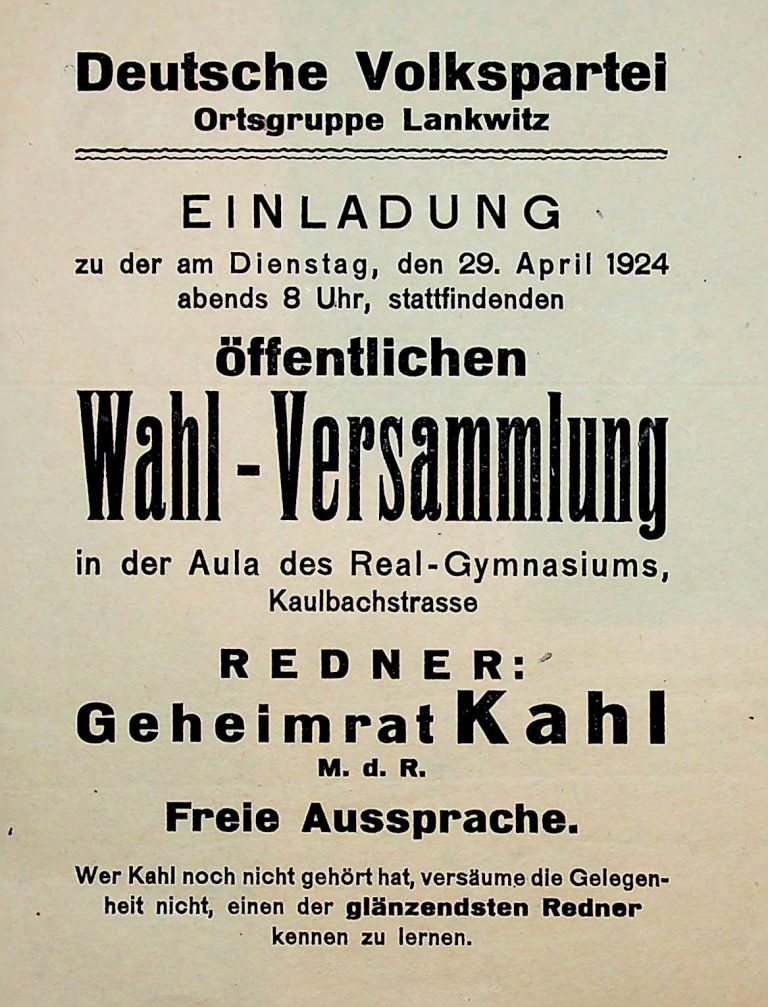 Deutsche Volkspartei
Ortsgruppe Lankwitz
EINLADUNG
zu der am Dienstag, den 29. April 1924
abends 8 Uhr, stattfindenden
öffentlichen
Wahl-Versammlung
in der Aula des Real-Gymnasiums,
Kaulbachstrasse
REDNER:
Geheimrat Kahl
M. d. R.
Freie Aussprache.
Wer Kahl noch nicht gehört hat, versäume die Gelegen-
heit nicht, einen der glänzendsten Redner
kennen zu lernen.